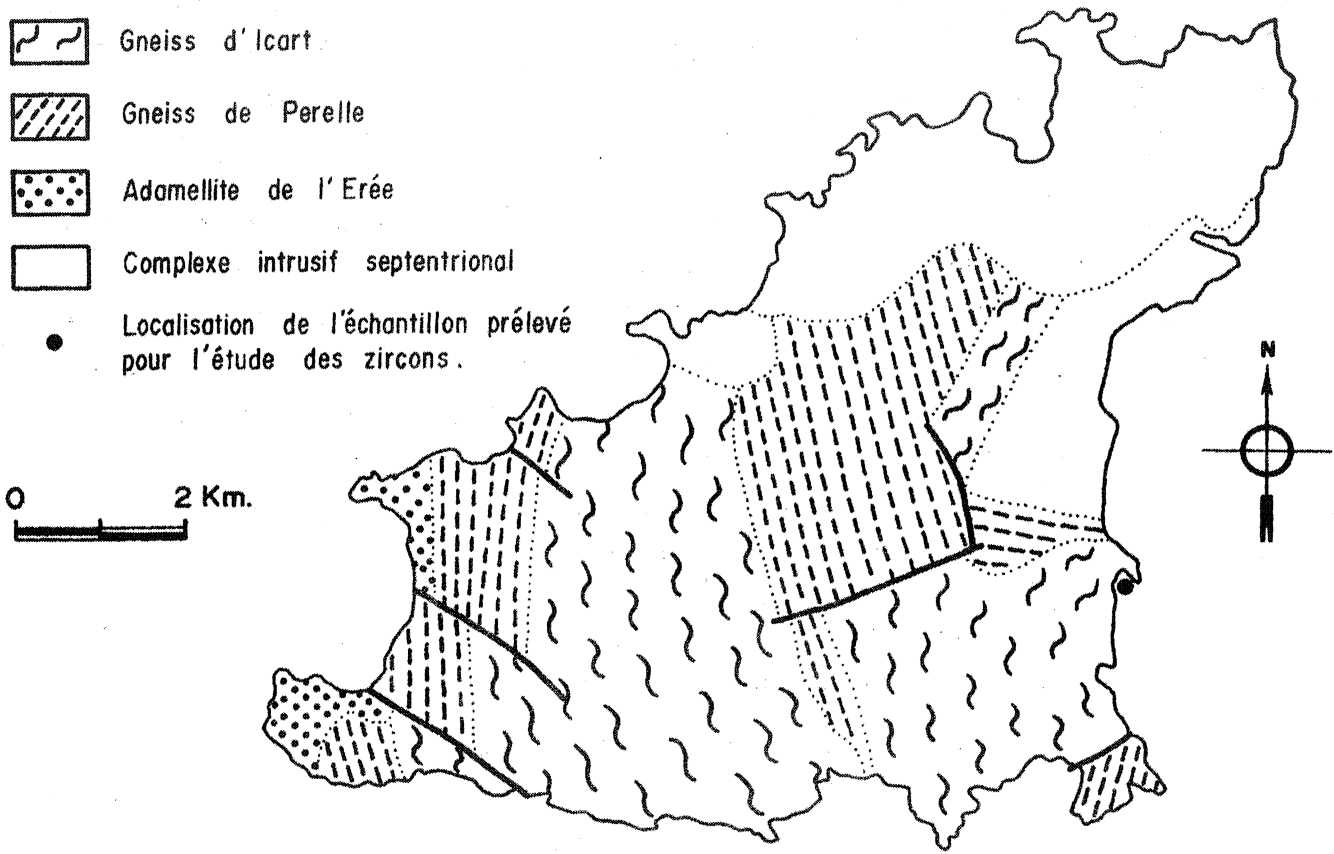 Gneiss d'Icart
Gneiss de Perelle
Adamellite de l'Erée
Complexe intrusif septentrional
Localisation de l'échantillon prélevé
pour l'étude des zircons.
N
0 2 Km.